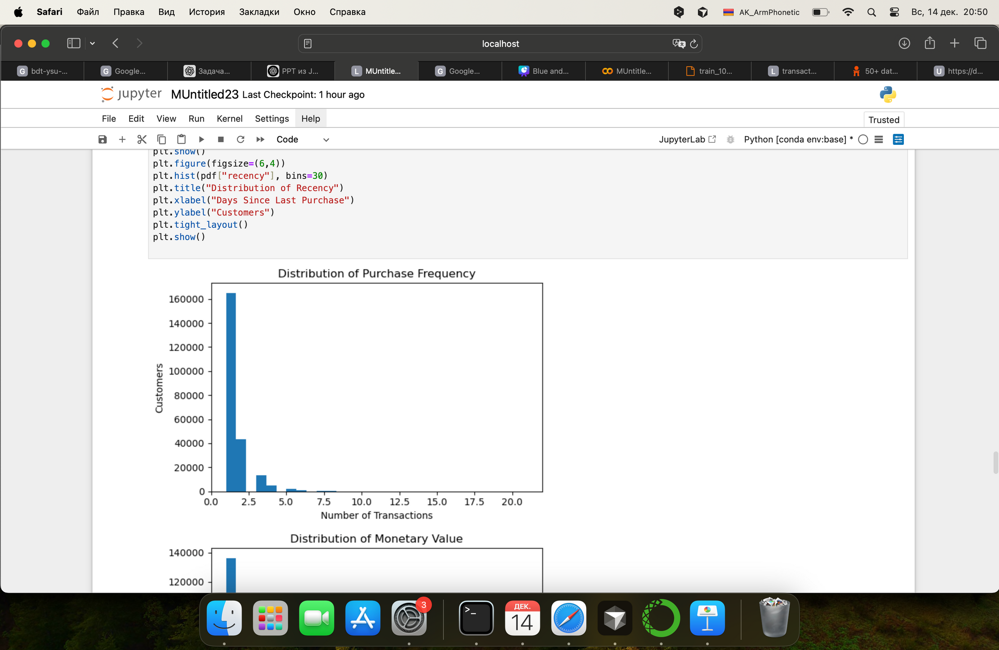 Safari Файл Правка Вид История Закладки Окно Справка AK_ArmPhonetic Вс, 14 дек. 20:50
localhost
G bdt-ysu-... G Google... Задача... PPT из J... L MUntitle... G Google... Blue and... MUntitle... train_10... L transact... 50+ dat... U https://d...
jupyter MUntitled23 Last Checkpoint: 1 hour ago
File Edit View Run Kernel Settings Help Trusted
Code JupyterLab Python [conda env:base] *
plt.show()
plt.figure(figsize=(6,4))
plt.hist(pdf["recency"], bins=30)
plt.title("Distribution of Recency")
plt.xlabel("Days Since Last Purchase")
plt.ylabel("Customers")
plt.tight_layout()
plt.show()
Distribution of Purchase Frequency
160000
140000
120000
100000
80000
60000
40000
20000
0
Customers
0.0 2.5 5.0 7.5 10.0 12.5 15.0 17.5 20.0
Number of Transactions
Distribution of Monetary Value
140000
120000
3
>_
ДЕК.
14